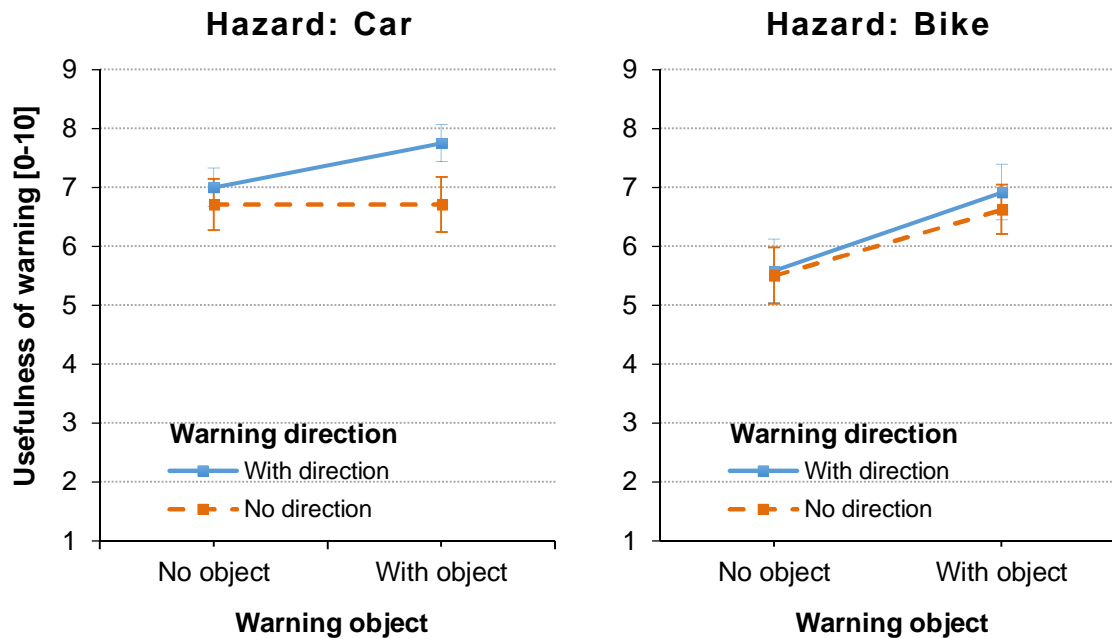 Hazard: Car
Usefulness of warning [0-10]
9
8
7
6
5
4
3
2
1
Warning direction
With direction
No direction
No object
With object
Warning object
Hazard: Bike
9
8
7
6
5
4
3
2
1
Warning direction
With direction
No direction
No object
With object
Warning object